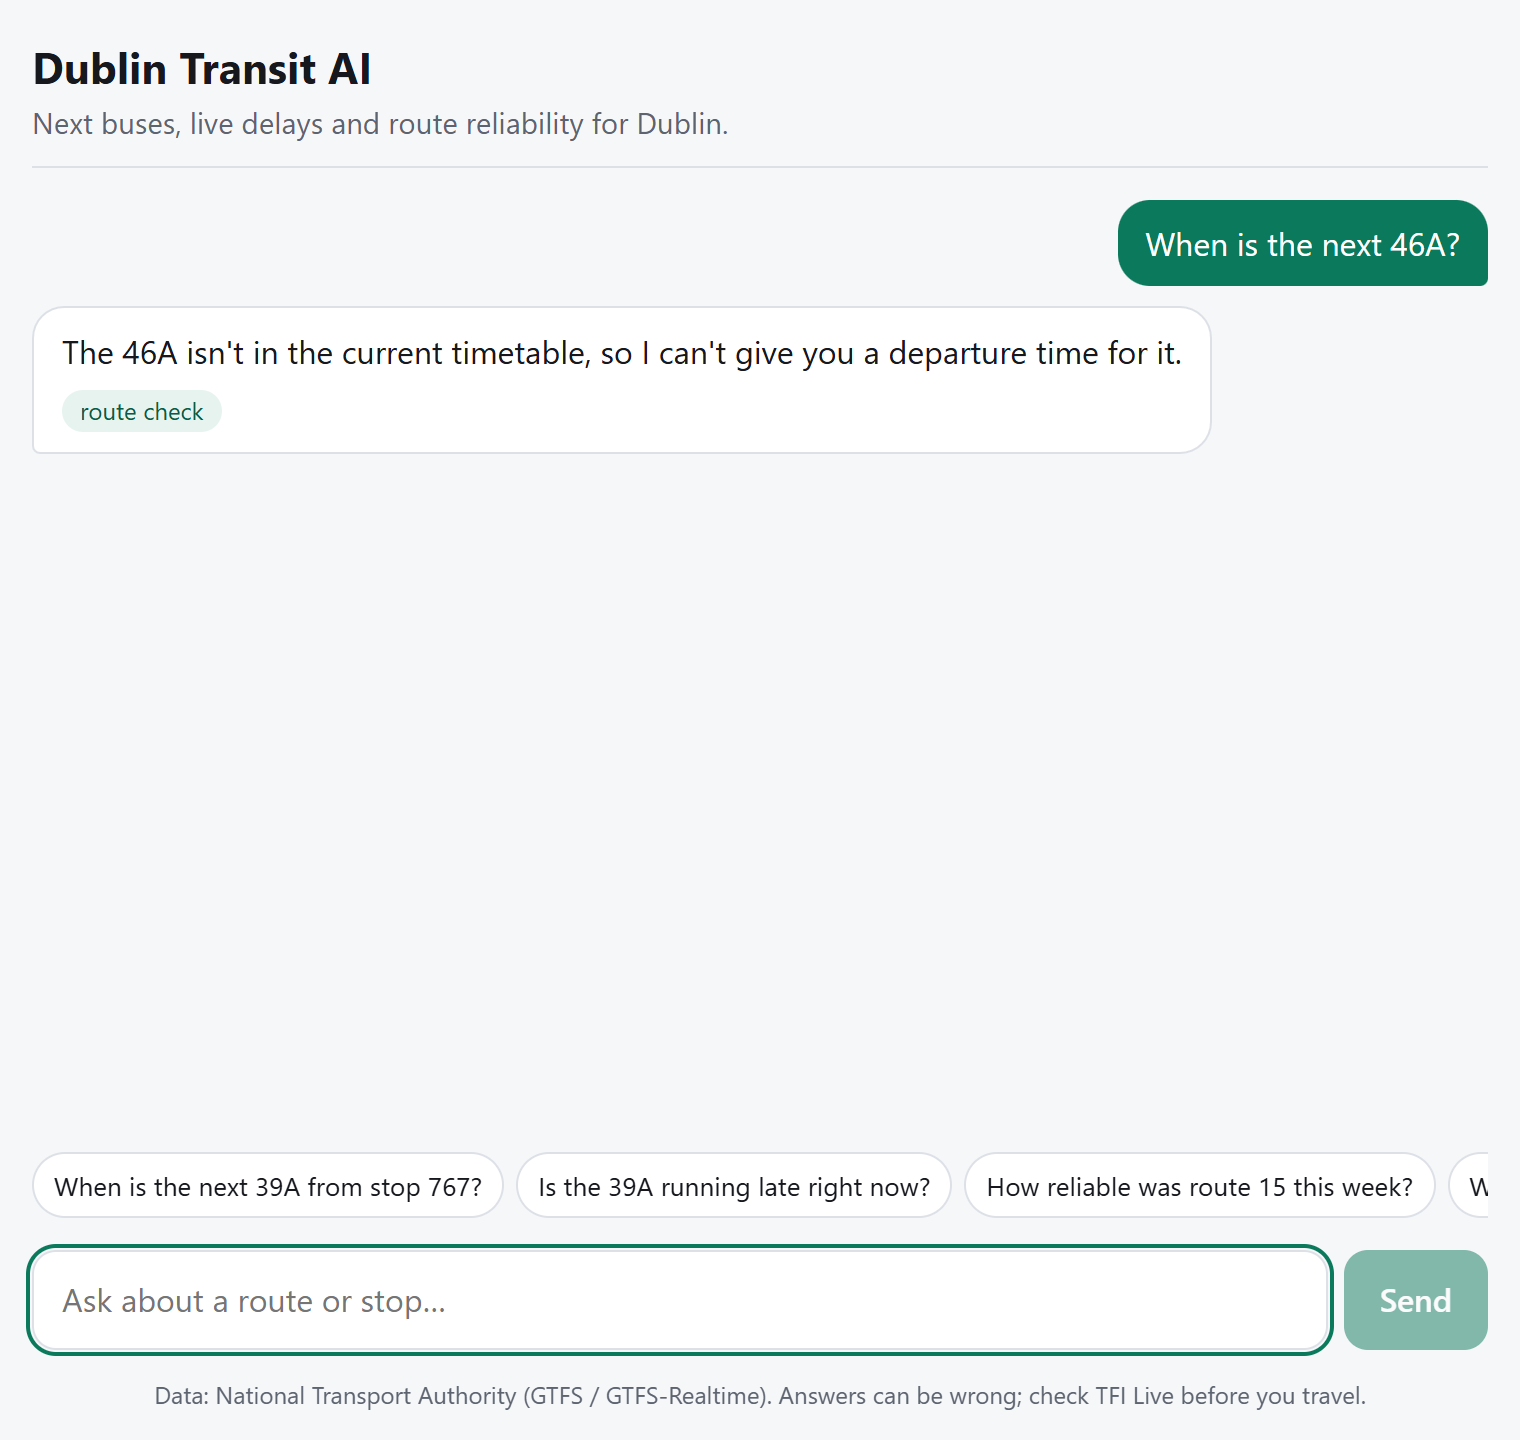 Dublin Transit AI
Next buses, live delays and route reliability for Dublin.
When is the next 46A?
The 46A isn't in the current timetable, so I can't give you a departure time for it.
route check
When is the next 39A from stop 767?
Is the 39A running late right now?
How reliable was route 15 this week?
Ask about a route or stop...
Send
Data: National Transport Authority (GTFS / GTFS-Realtime). Answers can be wrong; check TFI Live before you travel.